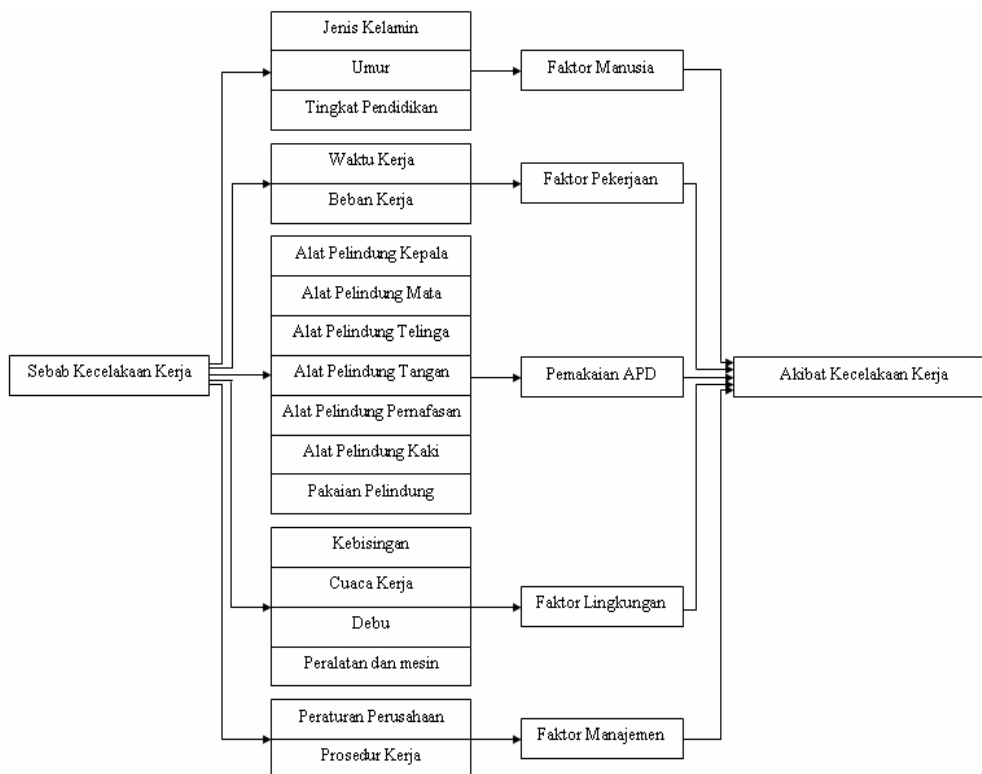 Jenis Kelamin
Umur
Tingkat Pendidikan
Faktor Manusia
Waktu Kerja
Beban Kerja
Faktor Pekerjaan
Alat Pelindung Kepala
Alat Pelindung Mata
Alat Pelindung Telinga
Alat Pelindung Tangan
Alat Pelindung Pernafasan
Alat Pelindung Kaki
Pakaian Pelindung
Sebab Kecelakaan Kerja
Pemakaian APD
Akibat Kecelakaan Kerja
Kebisingan
Cuaca Kerja
Debu
Peralatan dan mesin
Faktor Lingkungan
Peraturan Perusahaan
Prosedur Kerja
Faktor Manajemen